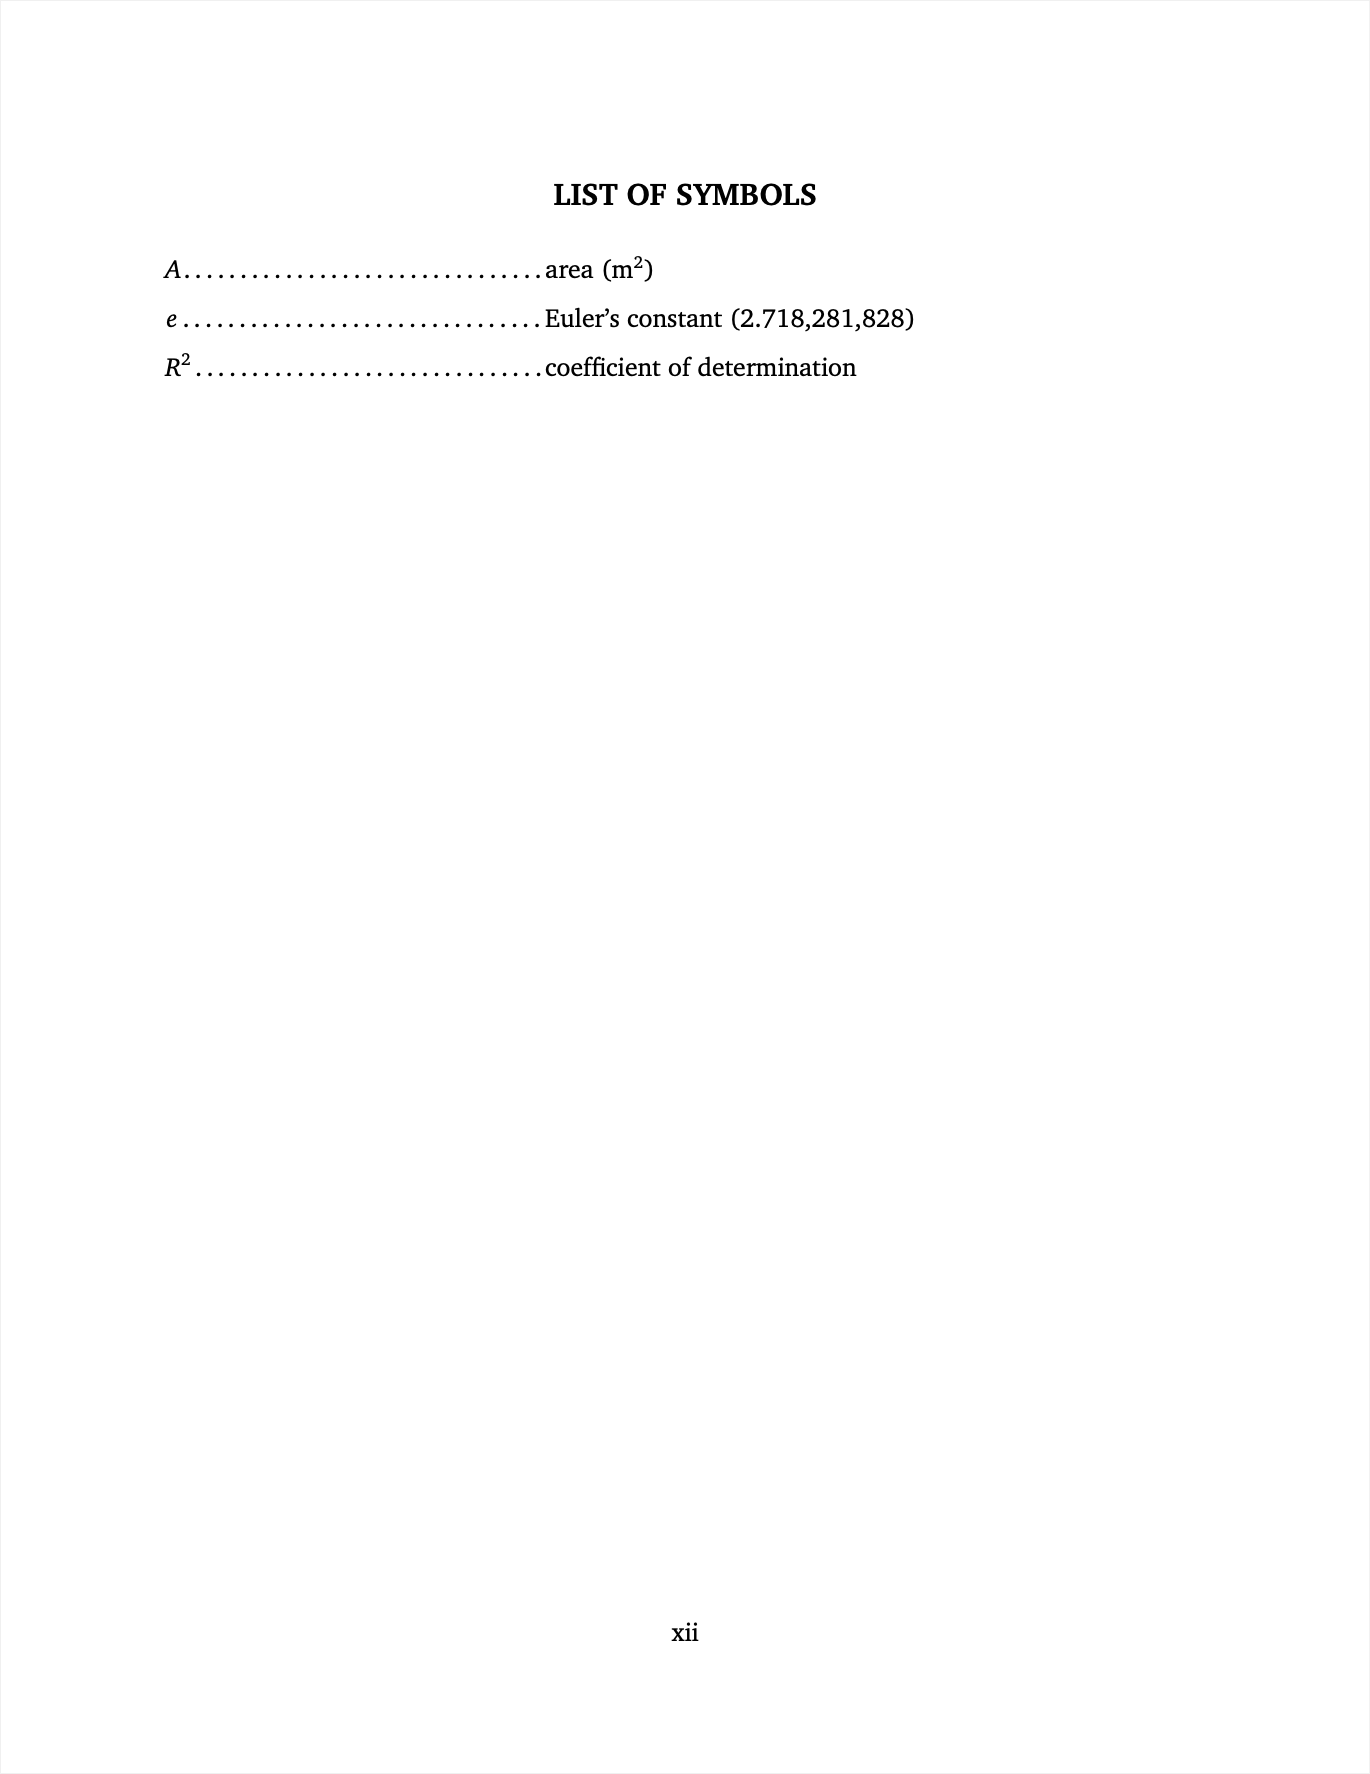 LIST OF SYMBOLS
A...............................area (m²)
e................................Euler’s constant (2.718,281,828)
R²...............................coefficient of determination
xii